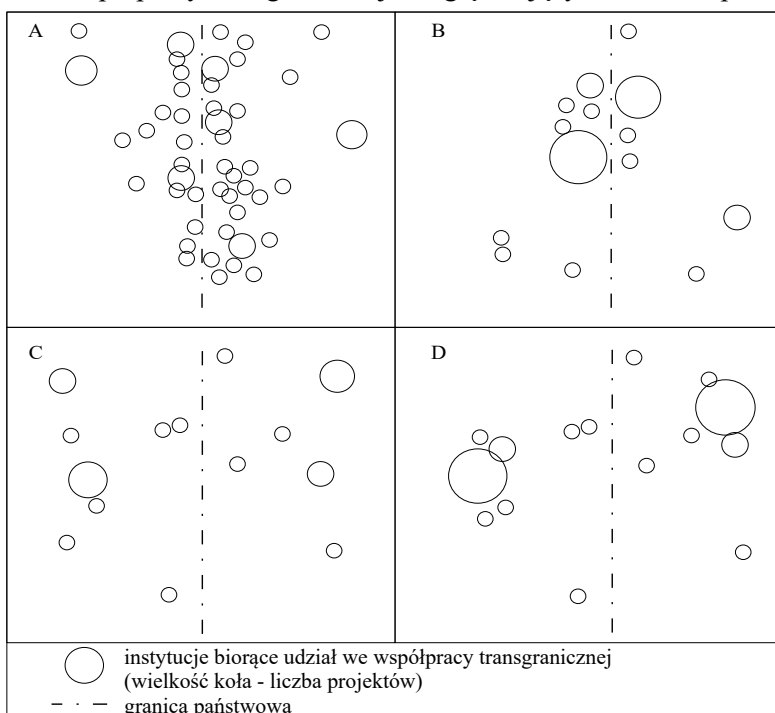 A
B
C
D
instytucje biorące udział we współpracy transgranicznej
(wielkość koła - liczba projektów)
granica państwowa